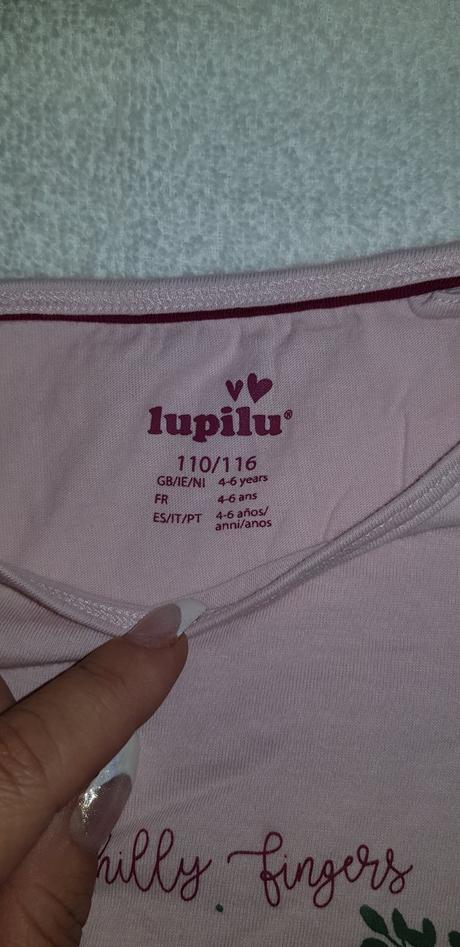 lupilu®
110/116
GB/IE/NI 4-6 years
FR 4-6 ans
ES/IT/PT 4-6 años/
anni/anos
hilly fingers